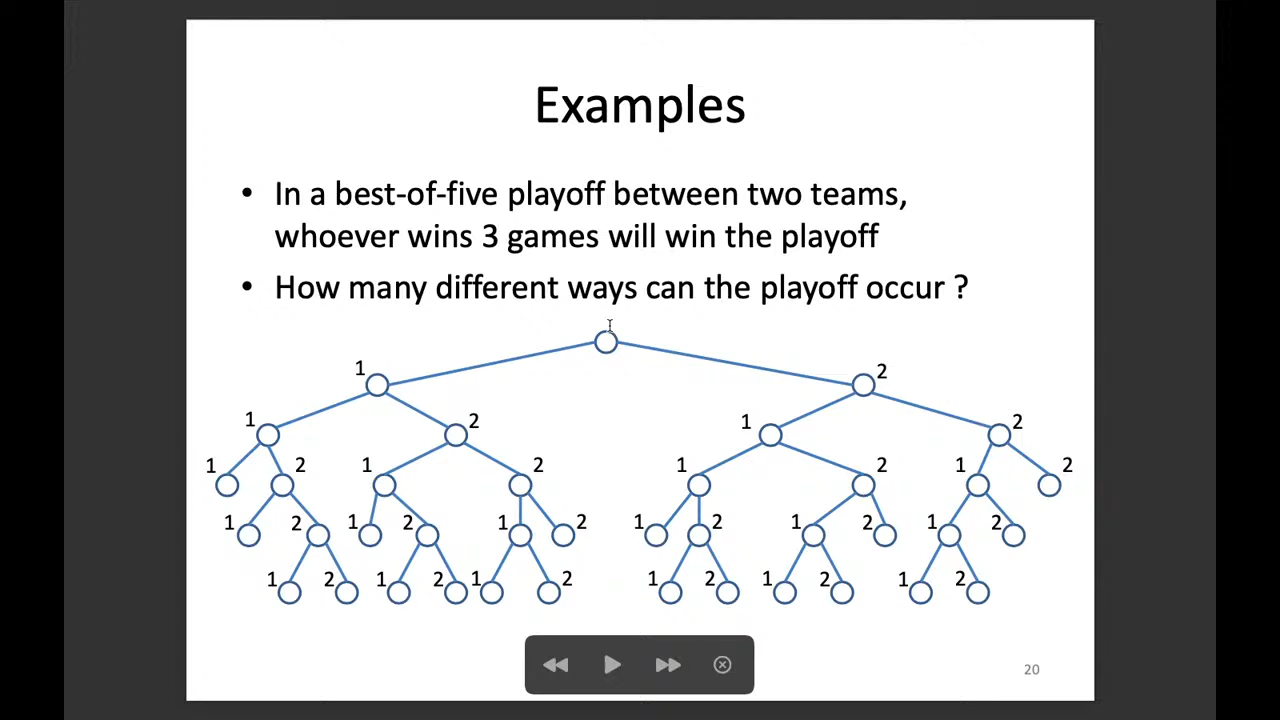 Examples
• In a best-of-five playoff between two teams,
whoever wins 3 games will win the playoff
• How many different ways can the playoff occur ?
1 2
1 2 1 2
1 2 1 2 1 2 1 2
1 2 1 2 1 2 1 2 1 2 1 2
1 2 1 2 1 2 1 2 1 2 1 2
20